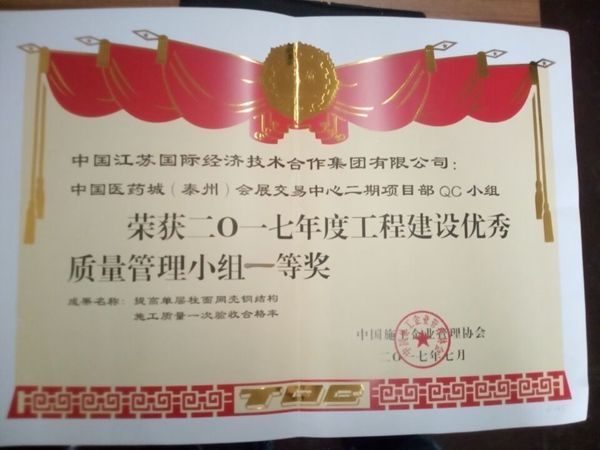 中国江苏国际经济技术合作集团有限公司：
中国医药城（泰州）会展交易中心二期项目部QC小组
荣获二〇一七年度工程建设优秀
质量管理小组一等奖
成果名称：提高单层柱面网壳钢结构
施工质量一次验收合格率
中国施工企业管理协会
二〇一七年七月
TQC